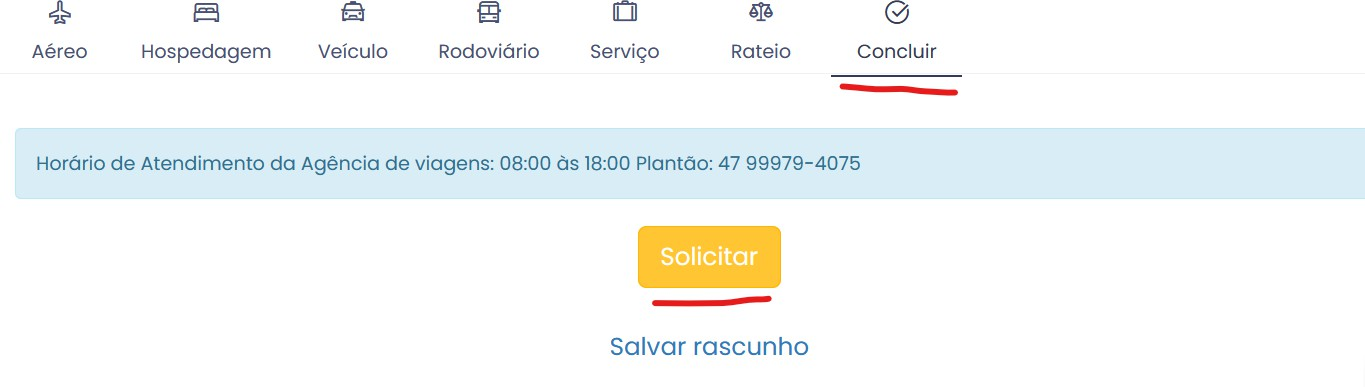 Aéreo Hospedagem Veículo Rodoviário Serviço Rateio Concluir
Horário de Atendimento da Agência de viagens: 08:00 às 18:00 Plantão: 47 99979-4075
Solicitar
Salvar rascunho